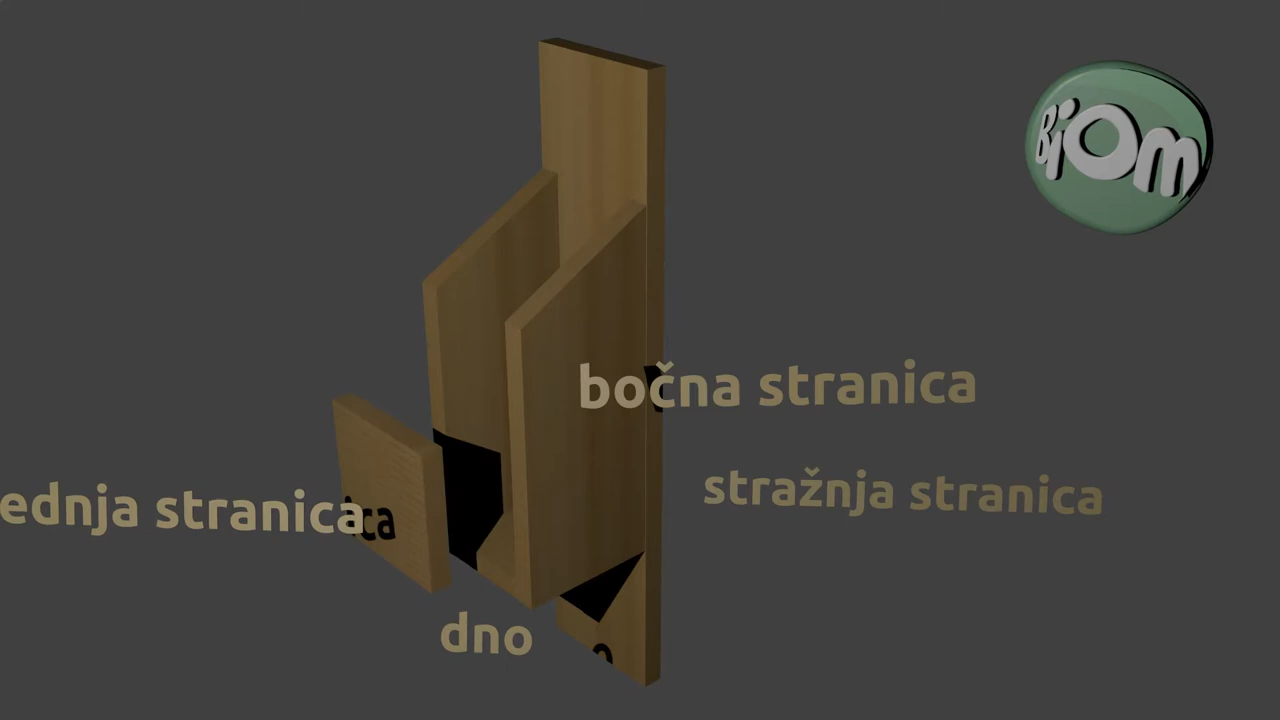 Biom
bočna stranica
stražnja stranica
ednja stranica
dno